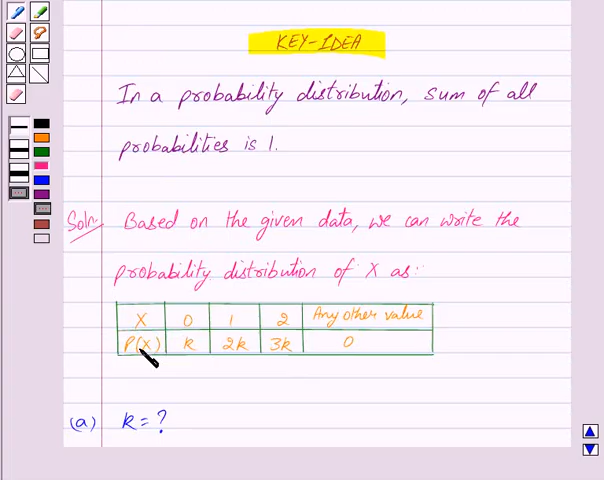 KEY-IDEA
In a probability distribution, sum of all
probabilities is 1.
Soln. Based on the given data, we can write the
probability distribution of X as:
X 0 1 2 Any other value
P(X) k 2k 3k 0
(a) k = ?